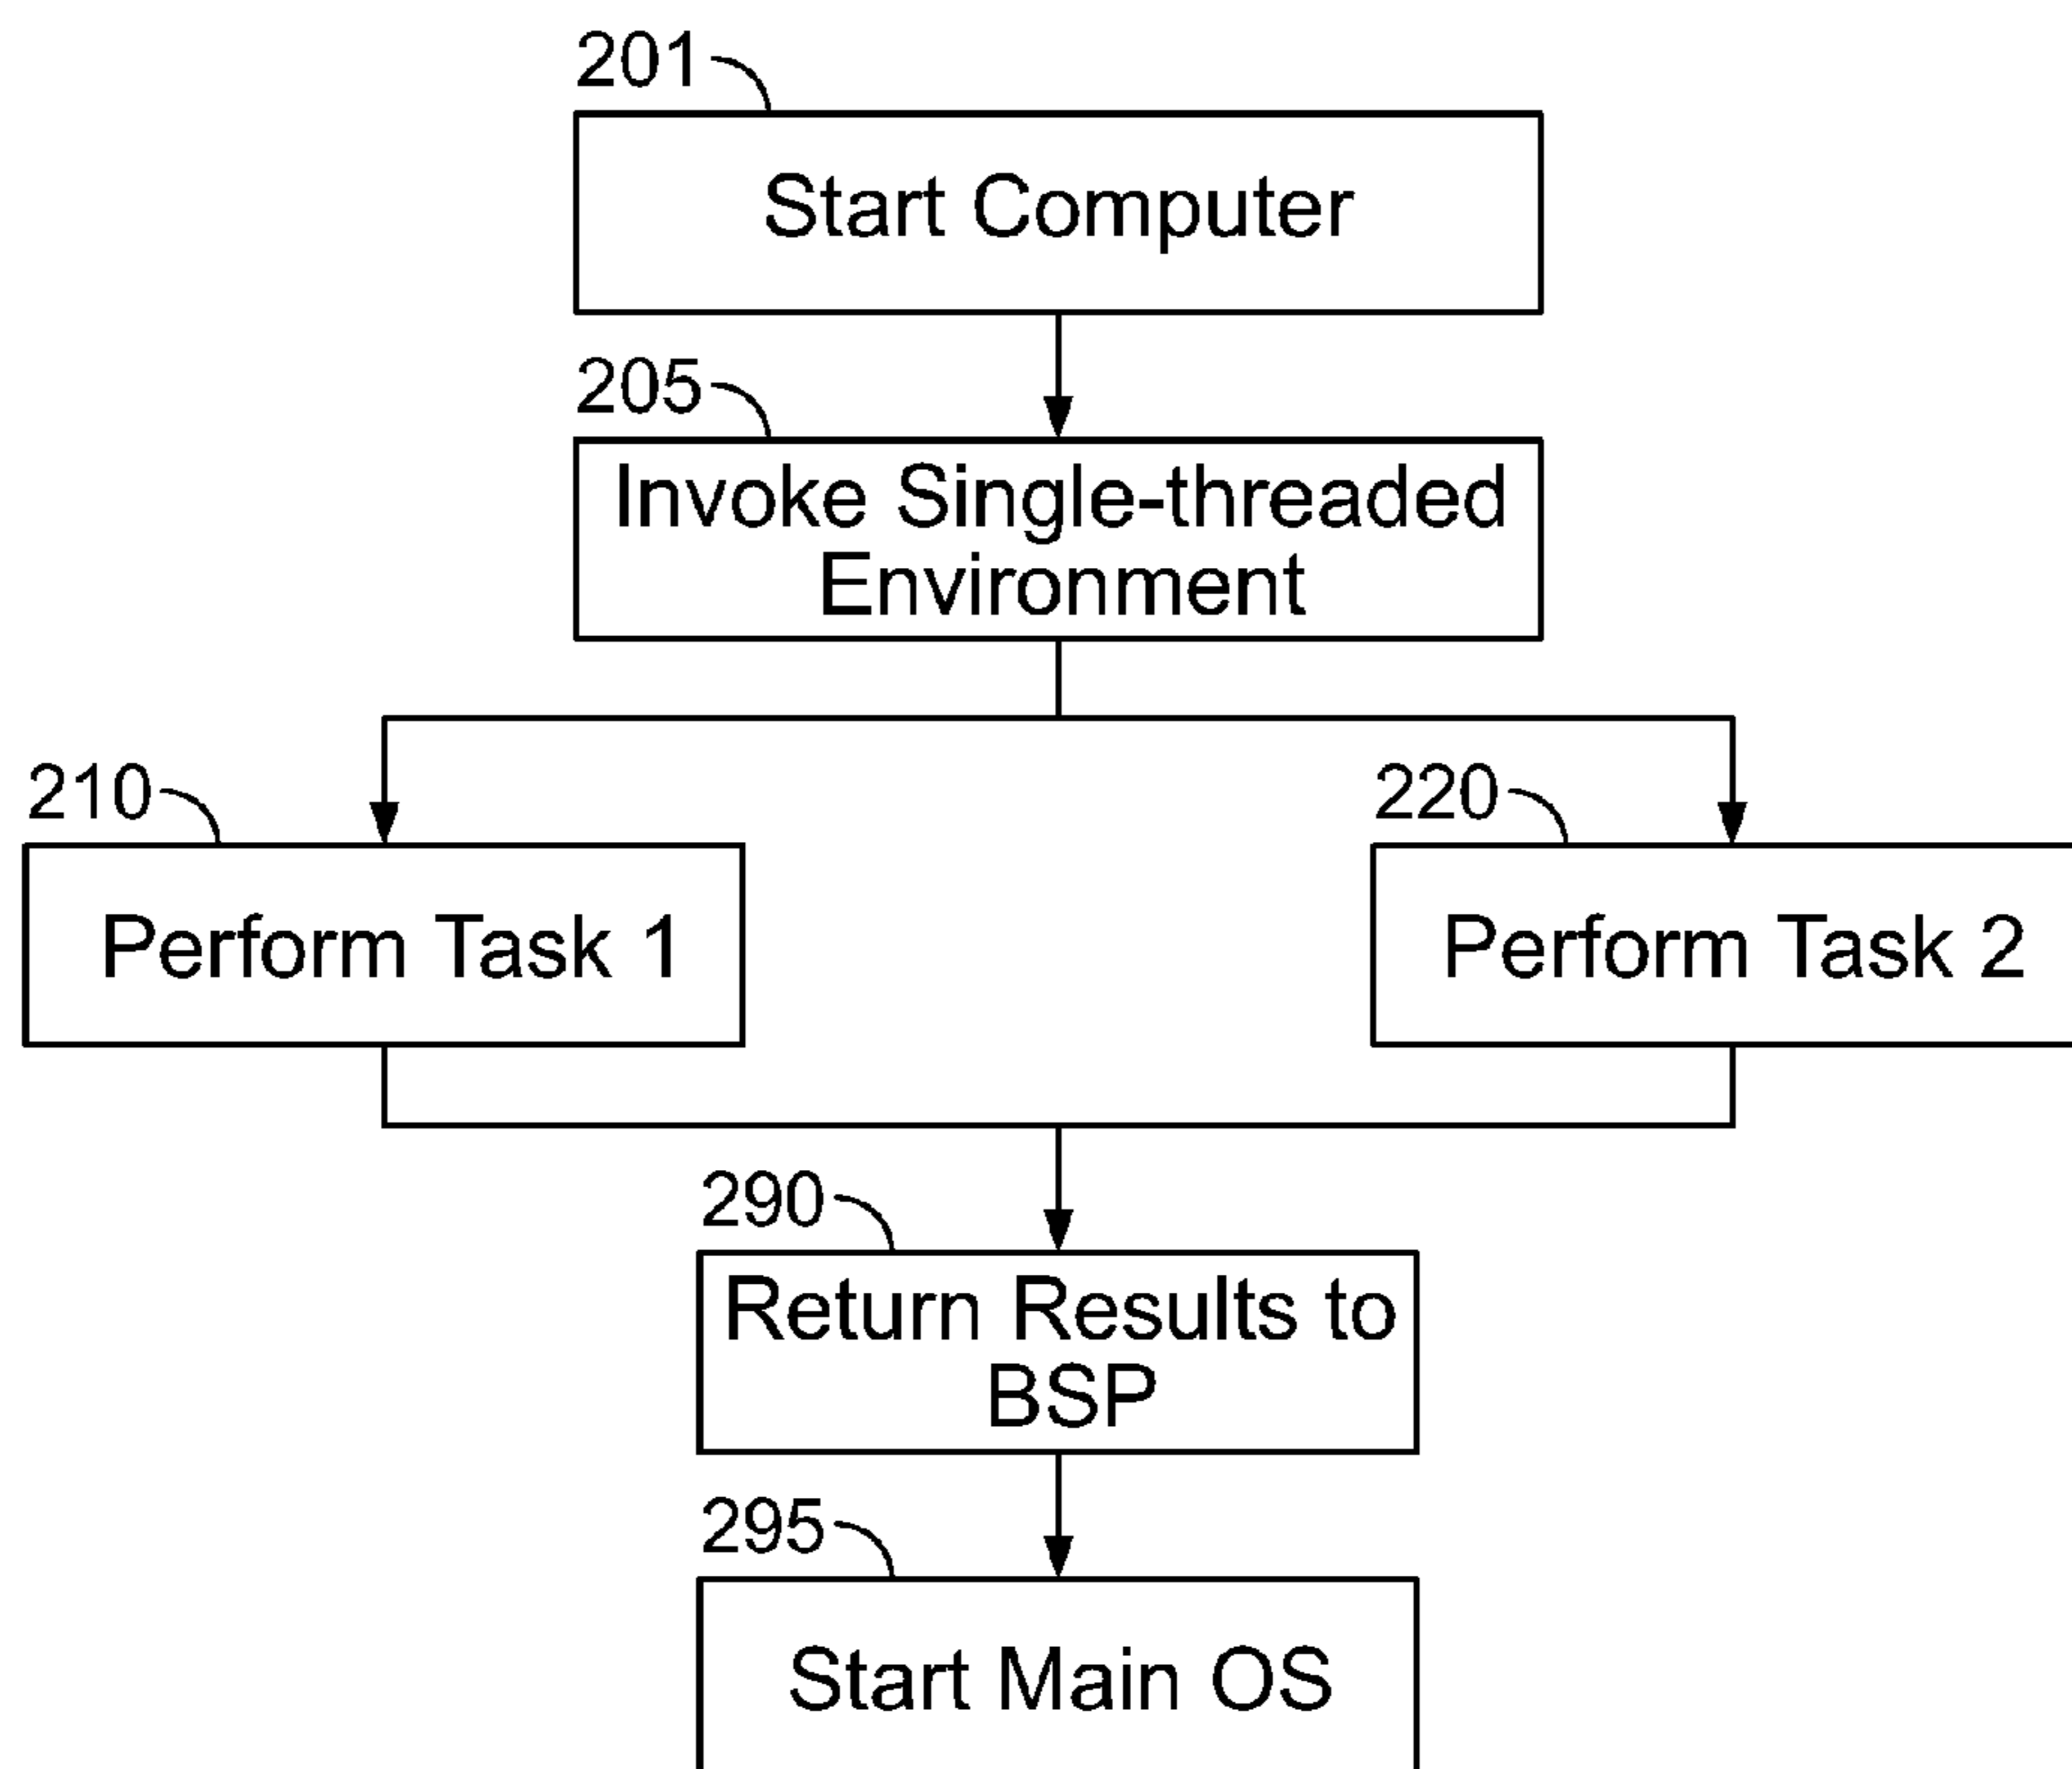 201
Start Computer
205
Invoke Single-threaded
Environment
210
220
Perform Task 1
Perform Task 2
290
Return Results to
BSP
295
Start Main OS